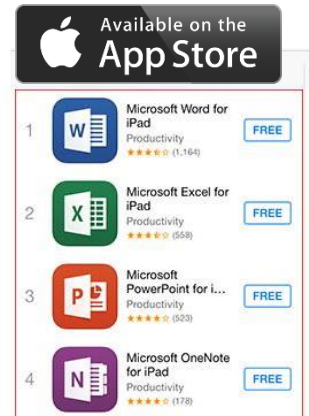 Available on the
App Store
1
W
Microsoft Word for
iPad
Productivity
(1,164)
FREE
2
X
Microsoft Excel for
iPad
Productivity
(558)
FREE
3
P
Microsoft
PowerPoint for i...
Productivity
(523)
FREE
4
N
Microsoft OneNote
for iPad
Productivity
(178)
FREE